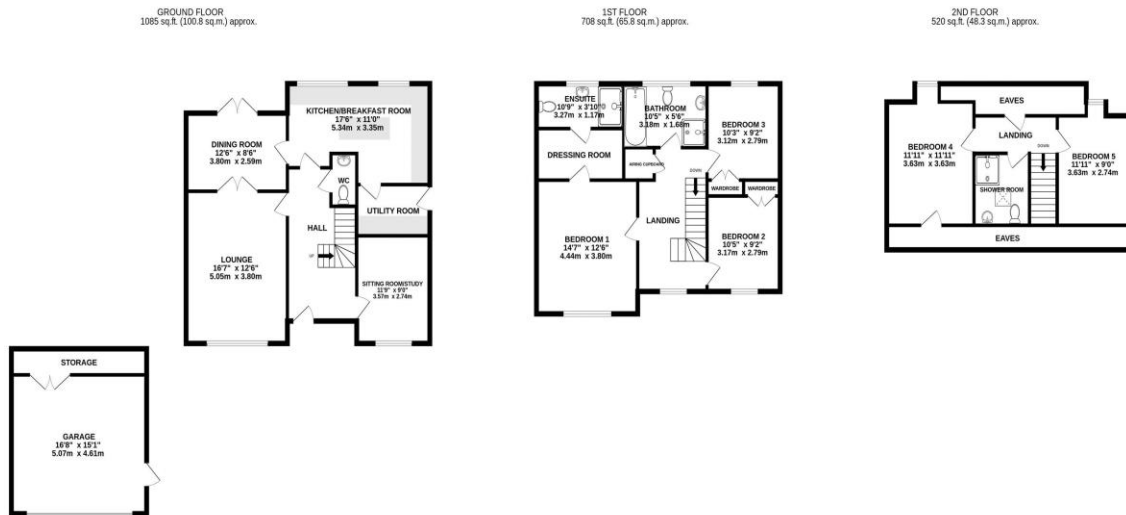 GROUND FLOOR
1085 sq.ft. (100.8 sq.m.) approx.
KITCHEN/BREAKFAST ROOM
17'6" x 11'0"
5.34m x 3.35m
DINING ROOM
12'6" x 8'6"
3.80m x 2.59m
WC
UTILITY ROOM
HALL
UP
LOUNGE
16'7" x 12'6"
5.05m x 3.80m
SITTING ROOM/STUDY
11'9" x 9'0"
3.57m x 2.74m
STORAGE
GARAGE
16'8" x 15'1"
5.07m x 4.61m
1ST FLOOR
708 sq.ft. (65.8 sq.m.) approx.
ENSUITE
10'9" x 3'10"
3.27m x 1.17m
BATHROOM
10'5" x 5'6"
3.18m x 1.68m
BEDROOM 3
10'3" x 9'2"
3.12m x 2.79m
DRESSING ROOM
AIRING CUPBOARD
DOWN
WARDROBE
WARDROBE
LANDING
BEDROOM 1
14'7" x 12'6"
4.44m x 3.80m
BEDROOM 2
10'5" x 9'2"
3.17m x 2.79m
2ND FLOOR
520 sq.ft. (48.3 sq.m.) approx.
EAVES
LANDING
DOWN
BEDROOM 4
11'11" x 11'11"
3.63m x 3.63m
BEDROOM 5
11'11" x 9'0"
3.63m x 2.74m
SHOWER ROOM
EAVES